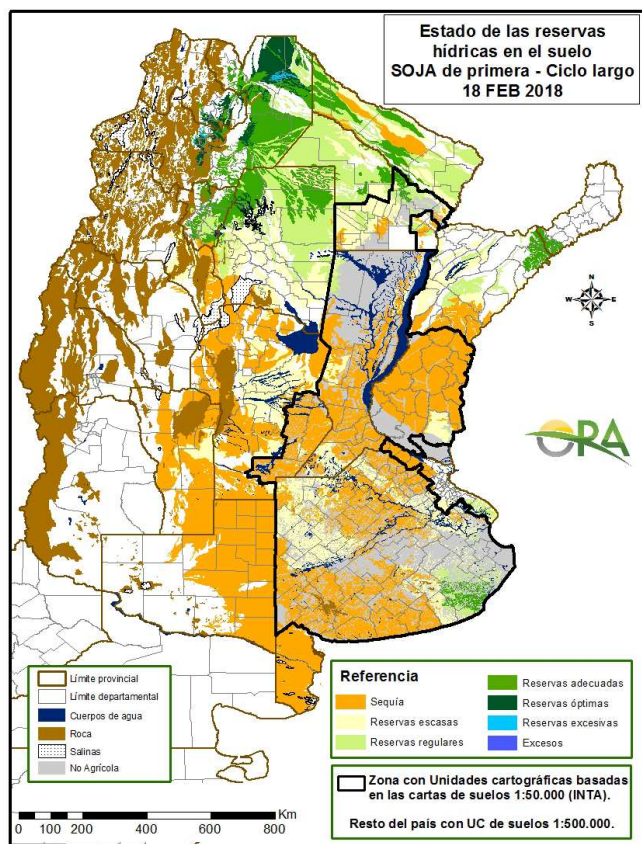 Estado de las reservas
hídricas en el suelo
SOJA de primera - Ciclo largo
18 FEB 2018
N
W
E
S
ORA
Límite provincial
Límite departamental
Cuerpos de agua
Roca
Salinas
No Agrícola
Referencia
Sequía
Reservas escasas
Reservas regulares
Reservas adecuadas
Reservas óptimas
Reservas excesivas
Excesos
Zona con Unidades cartográficas basadas
en las cartas de suelos 1:50.000 (INTA).
Resto del país con UC de suelos 1:500.000.
Km
0 100 200 400 600 800